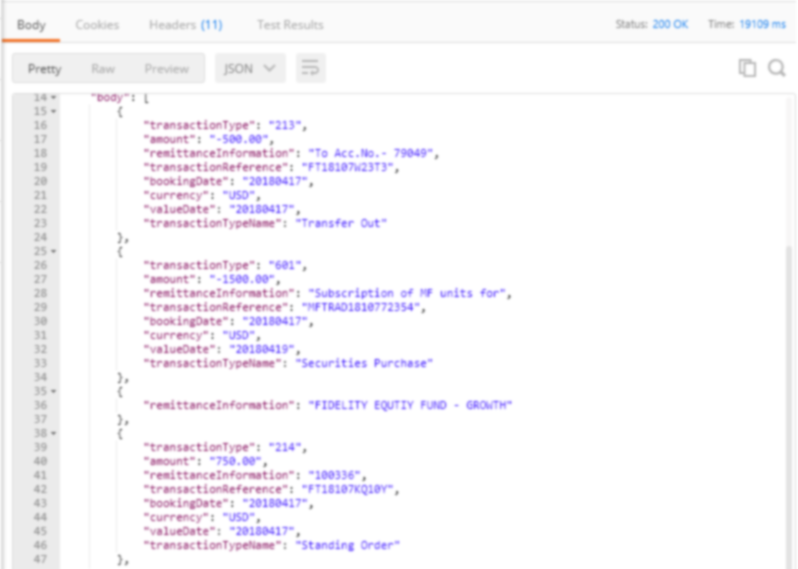 Body Cookies Headers (11) Test Results Status: 200 OK Time: 19109 ms
Pretty Raw Preview JSON
14 "body": [
15 {
16 "transactionType": "213",
17 "amount": "-500.00",
18 "remittanceInformation": "To Acc.No.- 79049",
19 "transactionReference": "FT18107W23T3",
20 "bookingDate": "20180417",
21 "currency": "USD",
22 "valueDate": "20180417",
23 "transactionTypeName": "Transfer Out"
24 },
25 {
26 "transactionType": "601",
27 "amount": "-1500.00",
28 "remittanceInformation": "Subscription of MF units for",
29 "transactionReference": "MFTRAD1810772354",
30 "bookingDate": "20180417",
31 "currency": "USD",
32 "valueDate": "20180419",
33 "transactionTypeName": "Securities Purchase"
34 },
35 {
36 "remittanceInformation": "FIDELITY EQUTIY FUND - GROWTH"
37 },
38 {
39 "transactionType": "214",
40 "amount": "750.00",
41 "remittanceInformation": "100336",
42 "transactionReference": "FT18107KQ10Y",
43 "bookingDate": "20180417",
44 "currency": "USD",
45 "valueDate": "20180417",
46 "transactionTypeName": "Standing Order"
47 },